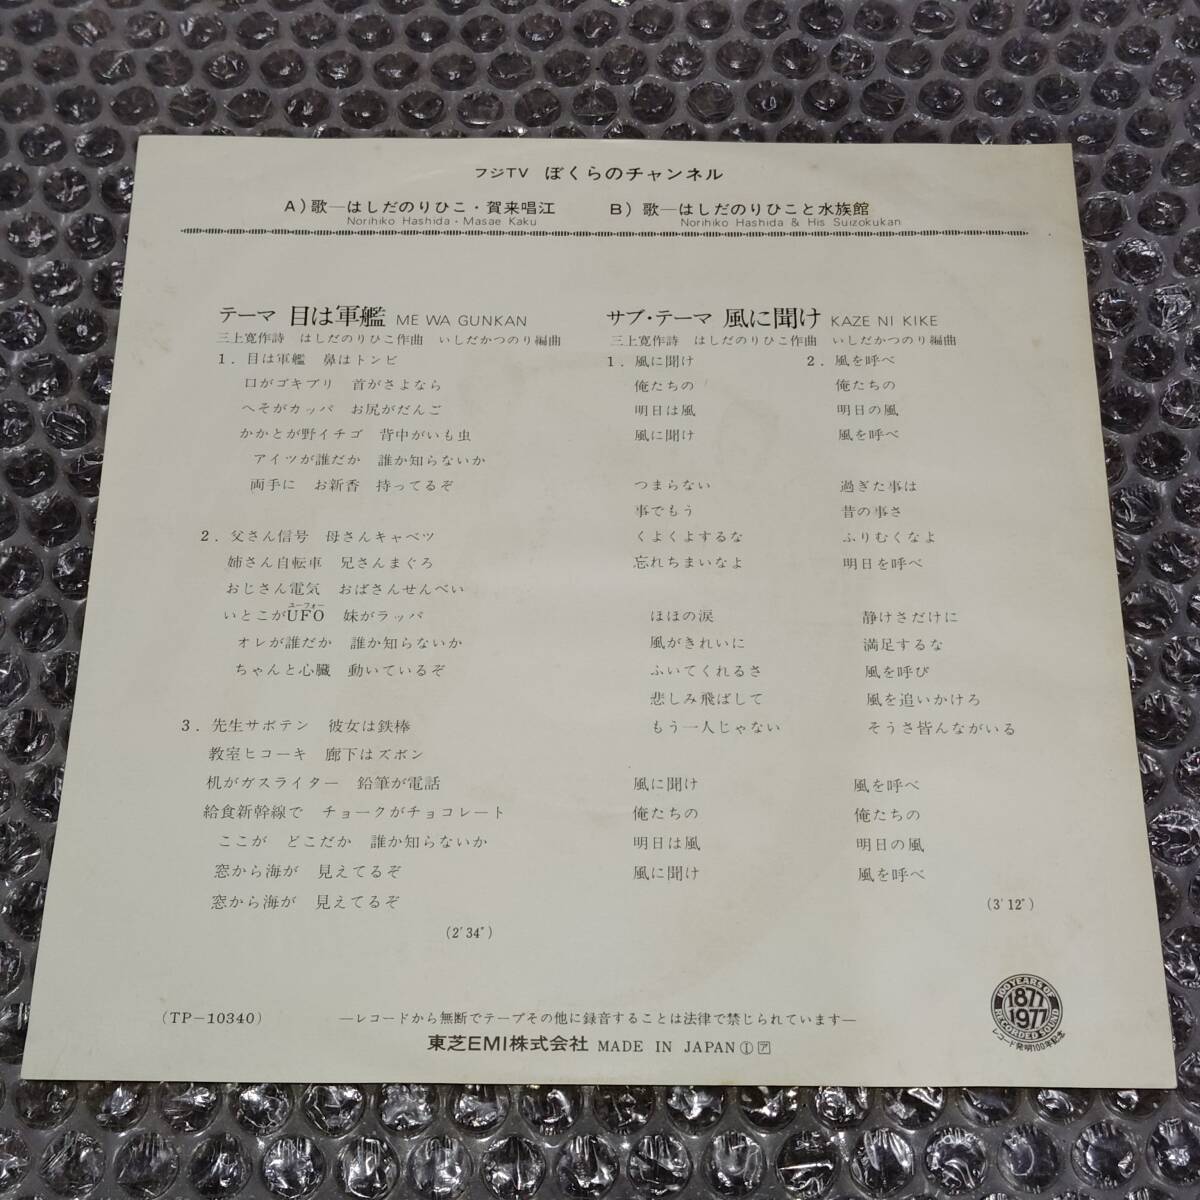 フジTV ぼくらのチャンネル
A)歌―はしだのりひこ・賀来唱江
Norihiko Hashida・Masae Kaku
B) 歌―はしだのりひこと水族館
Norihiko Hashida & His Suizokukan
テーマ 目は軍艦 ME WA GUNKAN
三上寛作詩 はしだのりひこ作曲 いしだかつのり編曲
1. 目は軍艦 鼻はトンビ
口がゴキブリ 首がさよなら
へそがカッパ お尻がだんご
かかとが野イチゴ 背中がいも虫
アイツが誰だか 誰か知らないか
両手に お新香 持ってるぞ
2. 父さん信号 母さんキャベツ
姉さん自転車 兄さんまぐろ
おじさん電気 おばさんせんべい
ユーフォー
いとこがUFO 妹がラッパ
オレが誰だか 誰か知らないか
ちゃんと心臓 動いているぞ
3. 先生サボテン 彼女は鉄棒
教室ヒコーキ 廊下はズボン
机がガスライター 鉛筆が電話
給食新幹線で チョークがチョコレート
ここが どこだか 誰か知らないか
窓から海が 見えてるぞ
窓から海が 見えてるぞ
(2′34″)
サブ・テーマ 風に聞け KAZE NI KIKE
三上寛作詩 はしだのりひこ作曲 いしだかつのり編曲
1. 風に聞け
俺たちの
明日は風
風に聞け
つまらない
事でもう
くよくよするな
忘れちまいなよ
ほほの涙
風がきれいに
ふいてくれるさ
悲しみ飛ばして
もう一人じゃない
風に聞け
俺たちの
明日は風
風に聞け
2. 風を呼べ
俺たちの
明日の風
風を呼べ
過ぎた事は
昔の事さ
ふりむくなよ
明日を呼べ
静けさだけに
満足するな
風を呼び
風を追いかけろ
そうさ皆んながいる
風を呼べ
俺たちの
明日の風
風を呼べ
(3′12″)
(TP-10340)
―レコードから無断でテープその他に録音することは法律で禁じられています―
東芝EMI株式会社 MADE IN JAPAN①ア
100 YEARS OF
1877
1977
RECORDED SOUND
レコード発明100年記念